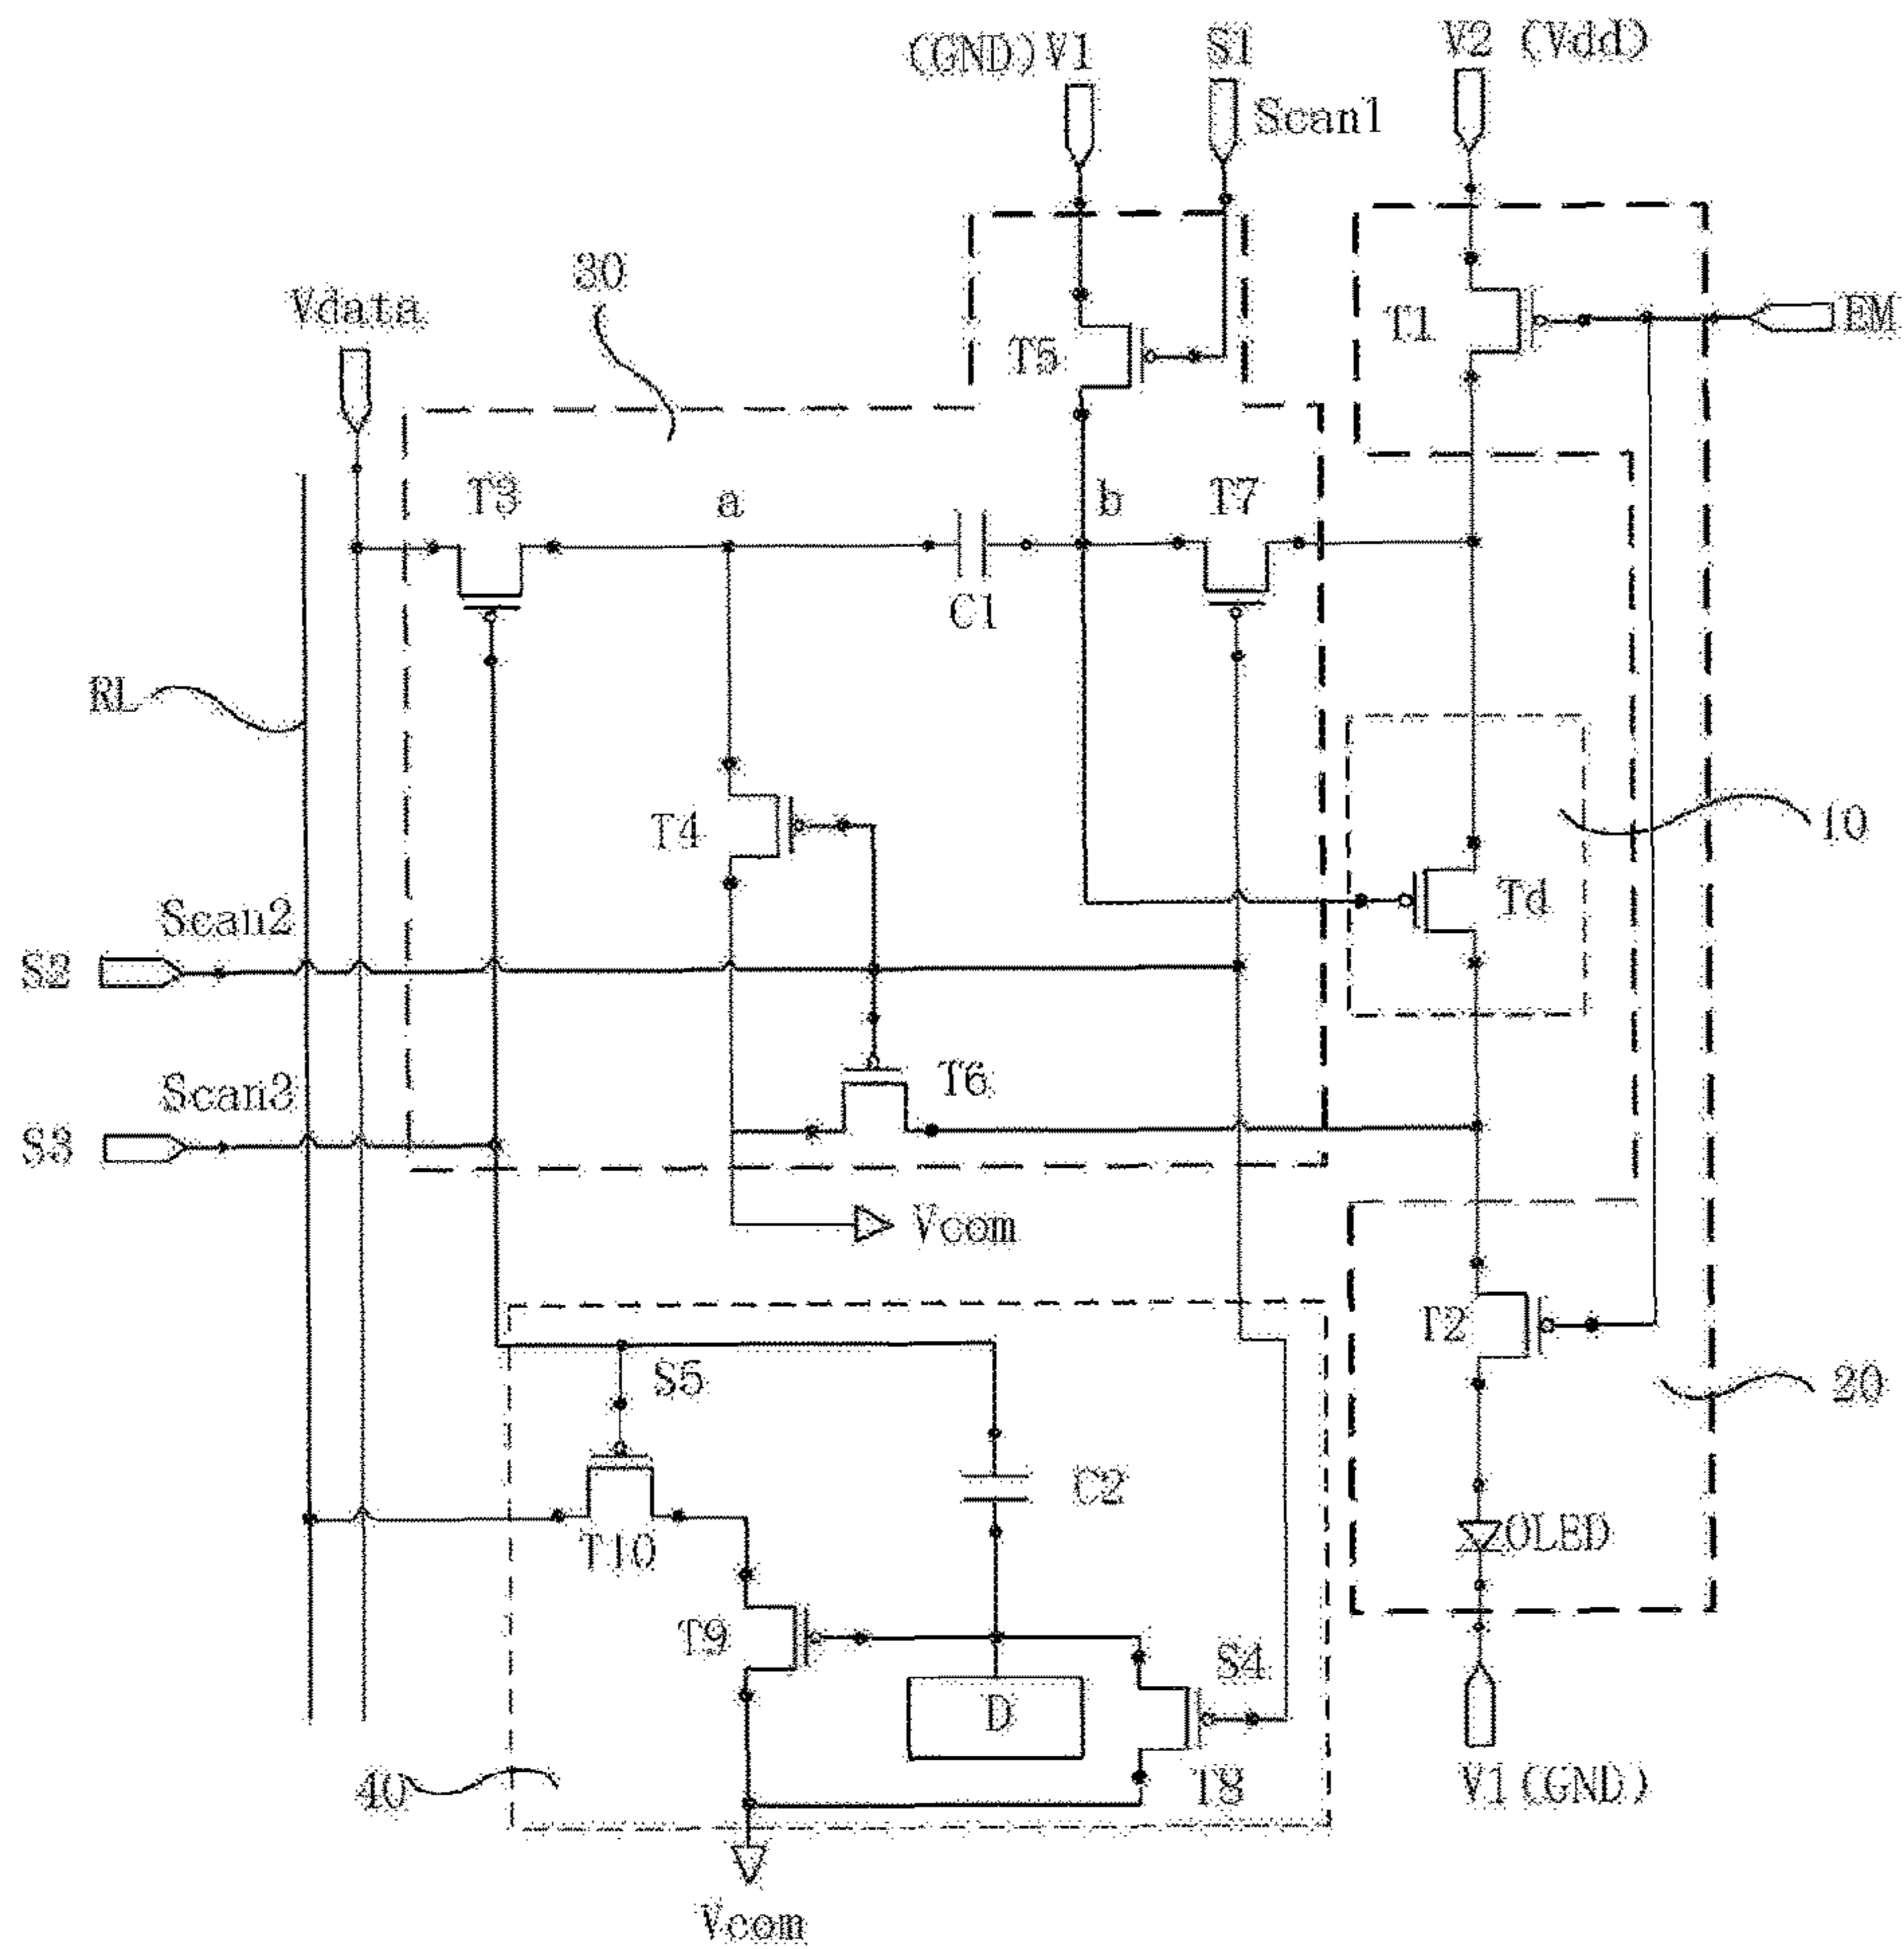 (GND) V1
S1
V2 (Vdd)
Scan1
30
Vdata
T1
EM
T5
T3
a
b
T7
C1
RL
T4
10
Td
Scan2
S2
T6
Scan3
S3
Vcom
T2
S5
20
C2
OLED
T10
T9
S4
D
40
T8
V1 (GND)
Vcom